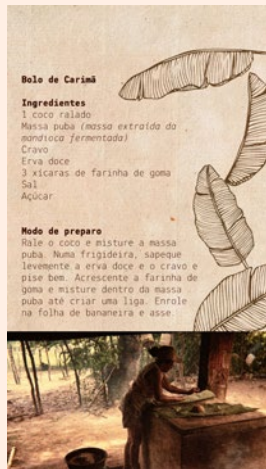 Bolo de Carimã
Ingredientes
1 coco ralado
Massa puba (massa extraída da
mandioca fermentada)
Cravo
Erva doce
3 xícaras de farinha de goma
Sal
Açúcar
Modo de preparo
Rale o coco e misture a massa
puba. Numa frigideira, sapeque
levemente a erva doce e o cravo e
pise bem. Acrescente a farinha de
goma e misture dentro da massa
puba até criar uma liga. Enrole
na folha de bananeira e asse